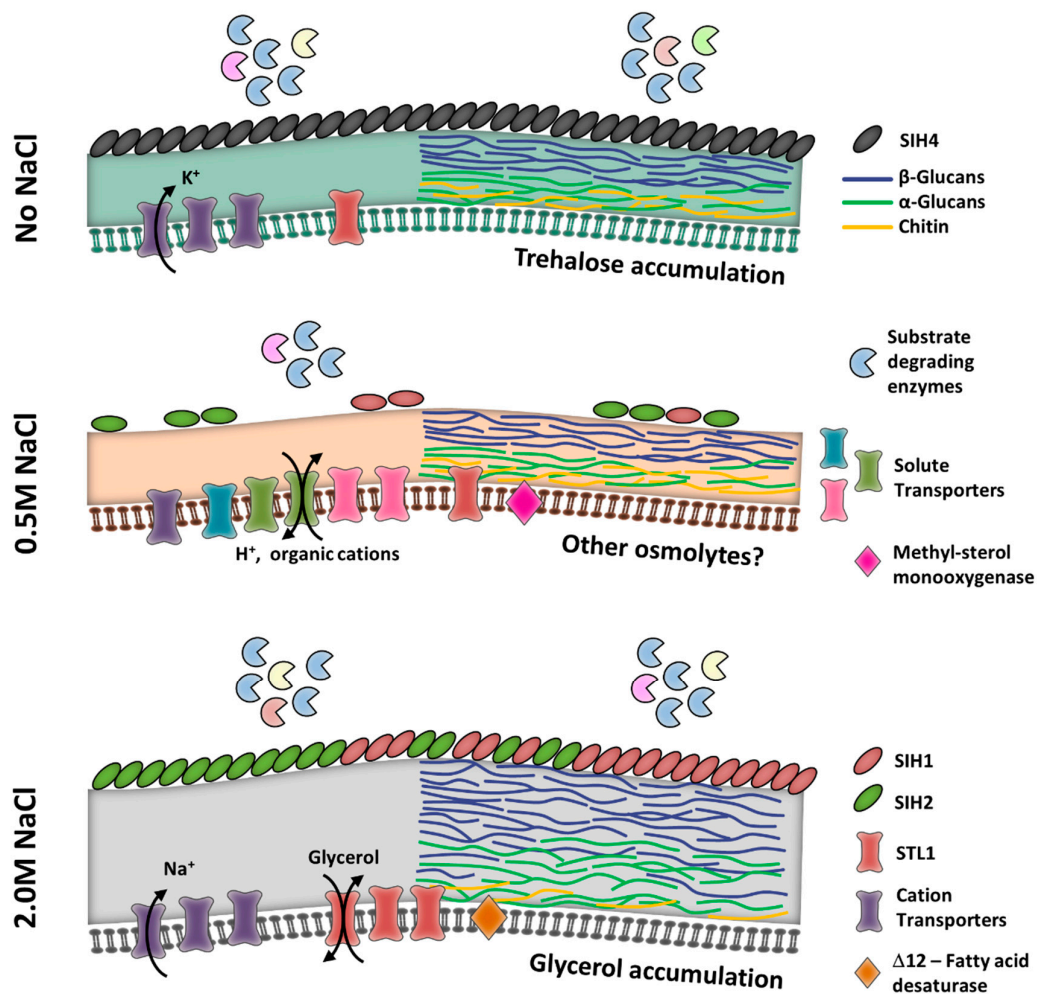 No NaCl
K+
Trehalose accumulation
SIH4
β-Glucans
α-Glucans
Chitin
0.5M NaCl
H+, organic cations
Other osmolytes?
Substrate
degrading
enzymes
Solute
Transporters
Methyl-sterol
monooxygenase
2.0M NaCl
Na+
Glycerol
Glycerol accumulation
SIH1
SIH2
STL1
Cation
Transporters
Δ12 – Fatty acid
desaturase